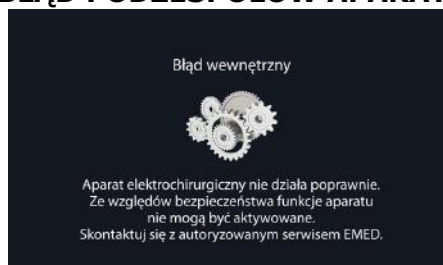 BŁĄD PODZESPOŁÓW APARAT
Błąd wewnętrzny
Aparat elektrochirurgiczny nie działa poprawnie.
Ze względów bezpieczeństwa funkcje aparatu
nie mogą być aktywowane.
Skontaktuj się z autoryzowanym serwisem EMED.